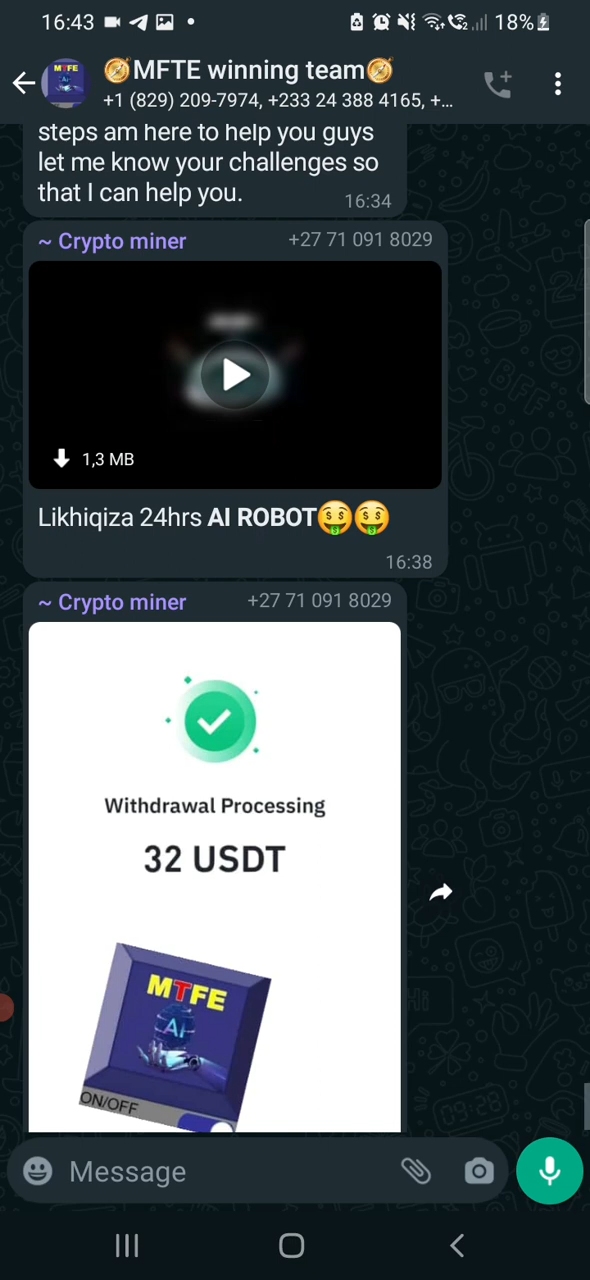 16:43
18%
🧭MFTE winning team🧭
+1 (829) 209-7974, +233 24 388 4165, +...
steps am here to help you guys
let me know your challenges so
that I can help you.
16:34
~ Crypto miner +27 71 091 8029
1,3 MB
Likhiqiza 24hrs AI ROBOT🤑🤑
16:38
~ Crypto miner +27 71 091 8029
Withdrawal Processing
32 USDT
MTFE
AI
ON/OFF
Message